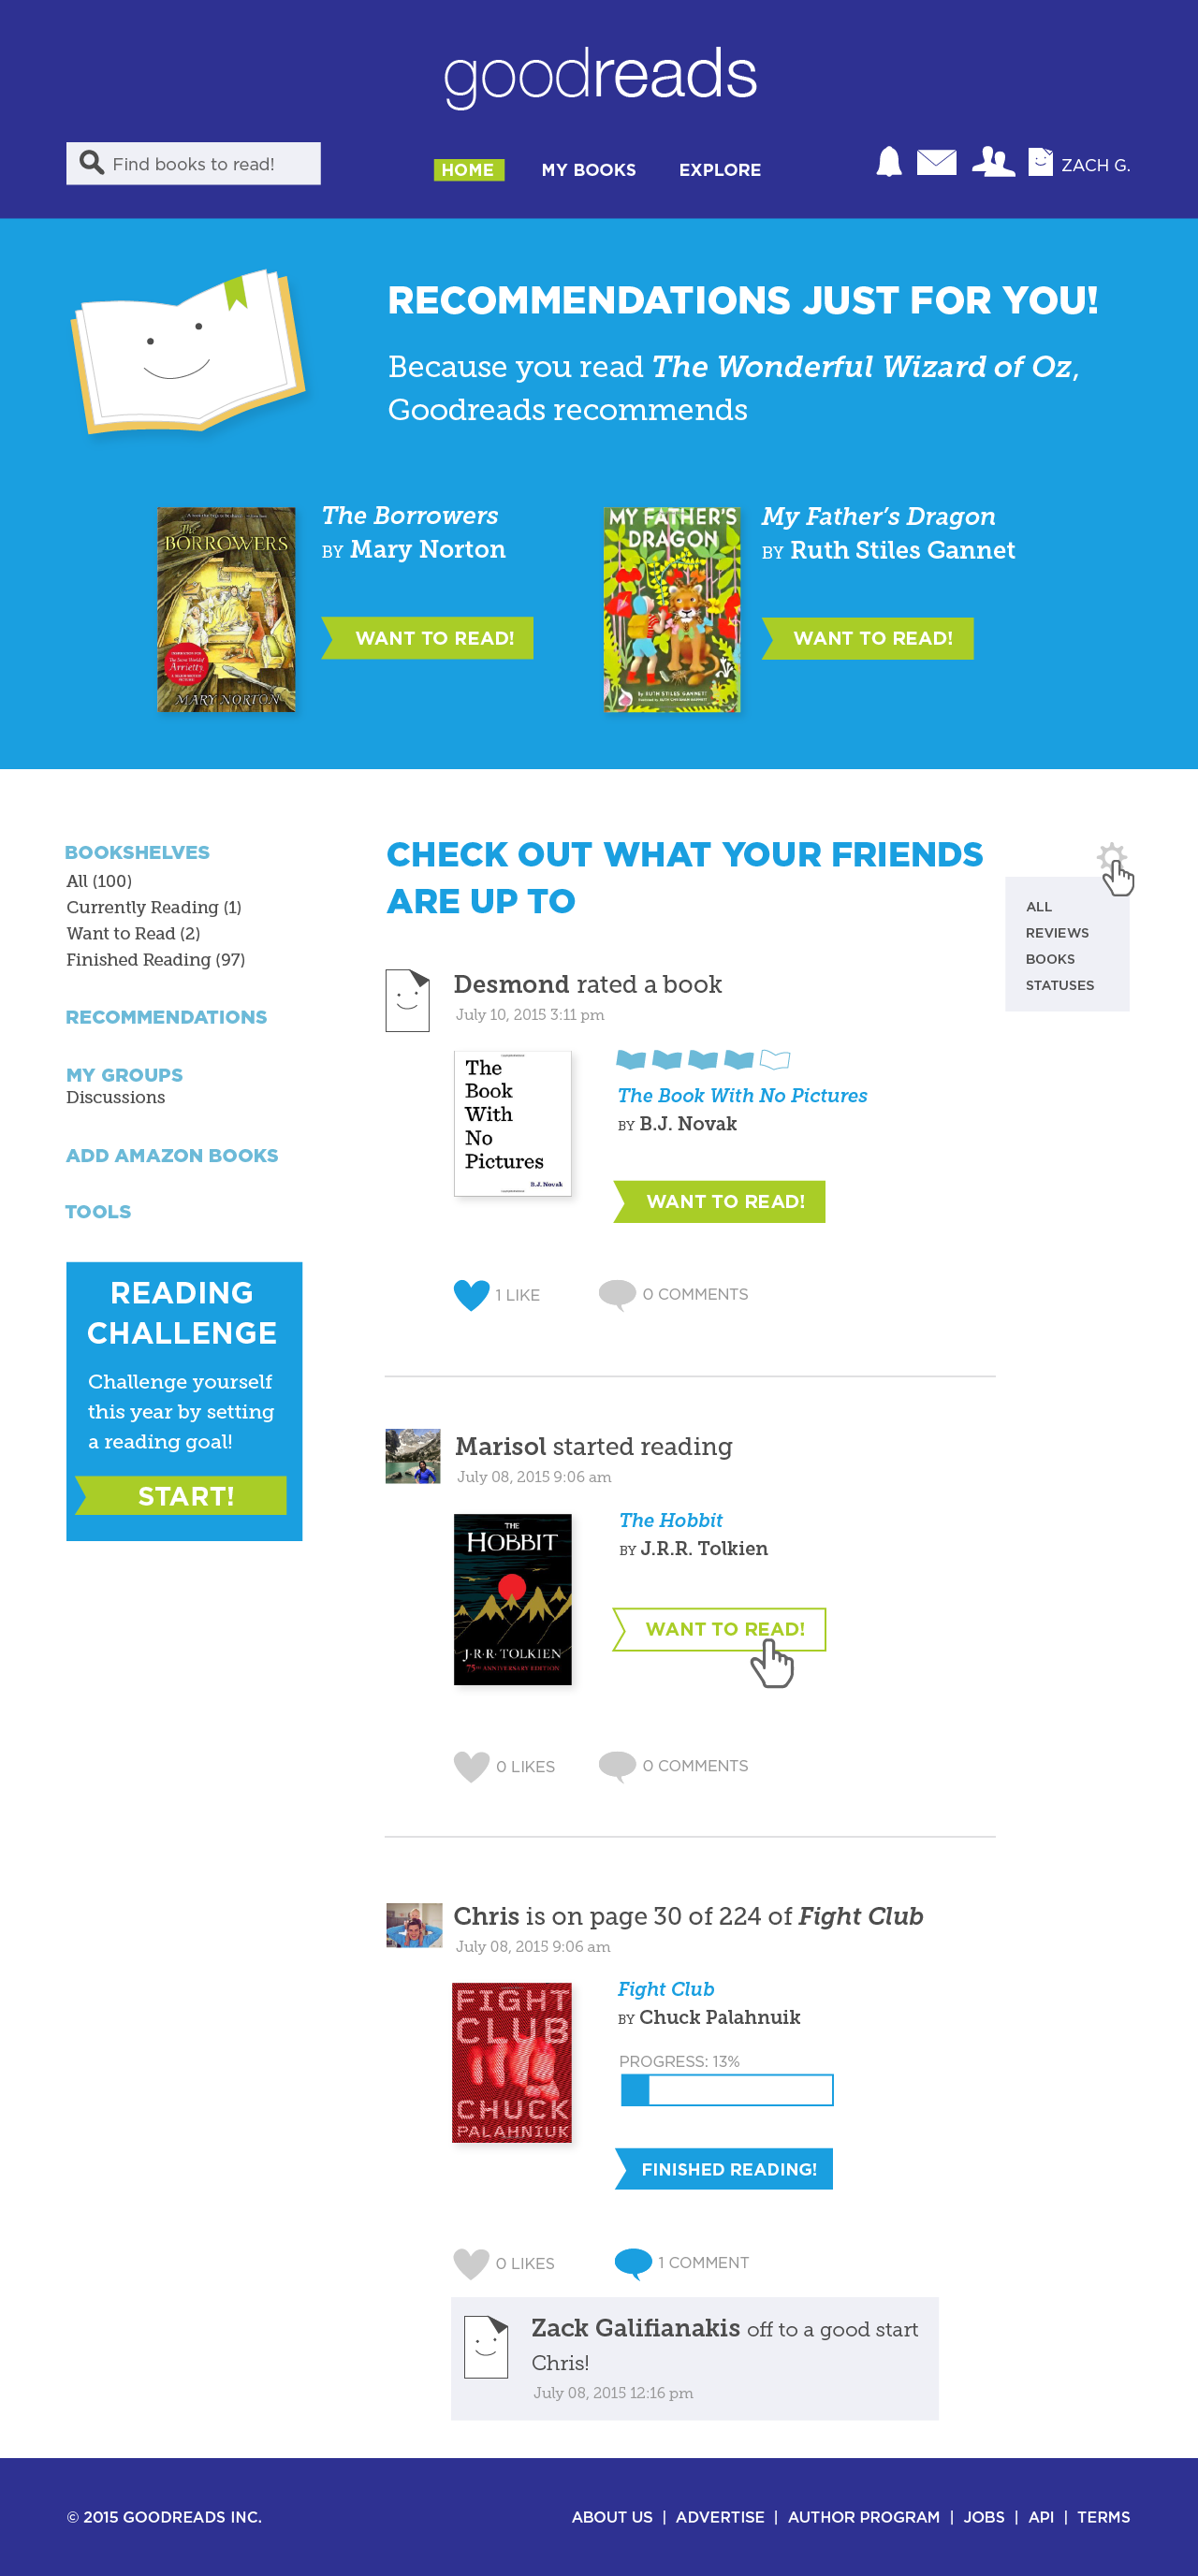 goodreads
Find books to read!
HOME
MY BOOKS
EXPLORE
ZACH G.
RECOMMENDATIONS JUST FOR YOU!
Because you read The Wonderful Wizard of Oz,
Goodreads recommends
The
BORROWERS
Arrietty
MARY NORTON
The Borrowers
BY Mary Norton
WANT TO READ!
MY FATHER'S
DRAGON
BY RUTH STILES GANNETT
My Father's Dragon
BY Ruth Stiles Gannet
WANT TO READ!
BOOKSHELVES
All (100)
Currently Reading (1)
Want to Read (2)
Finished Reading (97)
RECOMMENDATIONS
MY GROUPS
Discussions
ADD AMAZON BOOKS
TOOLS
READING
CHALLENGE
Challenge yourself
this year by setting
a reading goal!
START!
CHECK OUT WHAT YOUR FRIENDS
ARE UP TO
ALL
REVIEWS
BOOKS
STATUSES
Desmond rated a book
July 10, 2015 3:11 pm
The
Book
With
No
Pictures
B.J. Novak
The Book With No Pictures
BY B.J. Novak
WANT TO READ!
1 LIKE
0 COMMENTS
Marisol started reading
July 08, 2015 9:06 am
THE
HOBBIT
J·R·R·TOLKIEN
75TH ANNIVERSARY EDITION
The Hobbit
BY J.R.R. Tolkien
WANT TO READ!
0 LIKES
0 COMMENTS
Chris is on page 30 of 224 of Fight Club
July 08, 2015 9:06 am
FIGHT
CLUB
CHUCK
PALAHNIUK
Fight Club
BY Chuck Palahnuik
PROGRESS: 13%
FINISHED READING!
0 LIKES
1 COMMENT
Zack Galifianakis off to a good start
Chris!
July 08, 2015 12:16 pm
© 2015 GOODREADS INC.
ABOUT US | ADVERTISE | AUTHOR PROGRAM | JOBS | API | TERMS